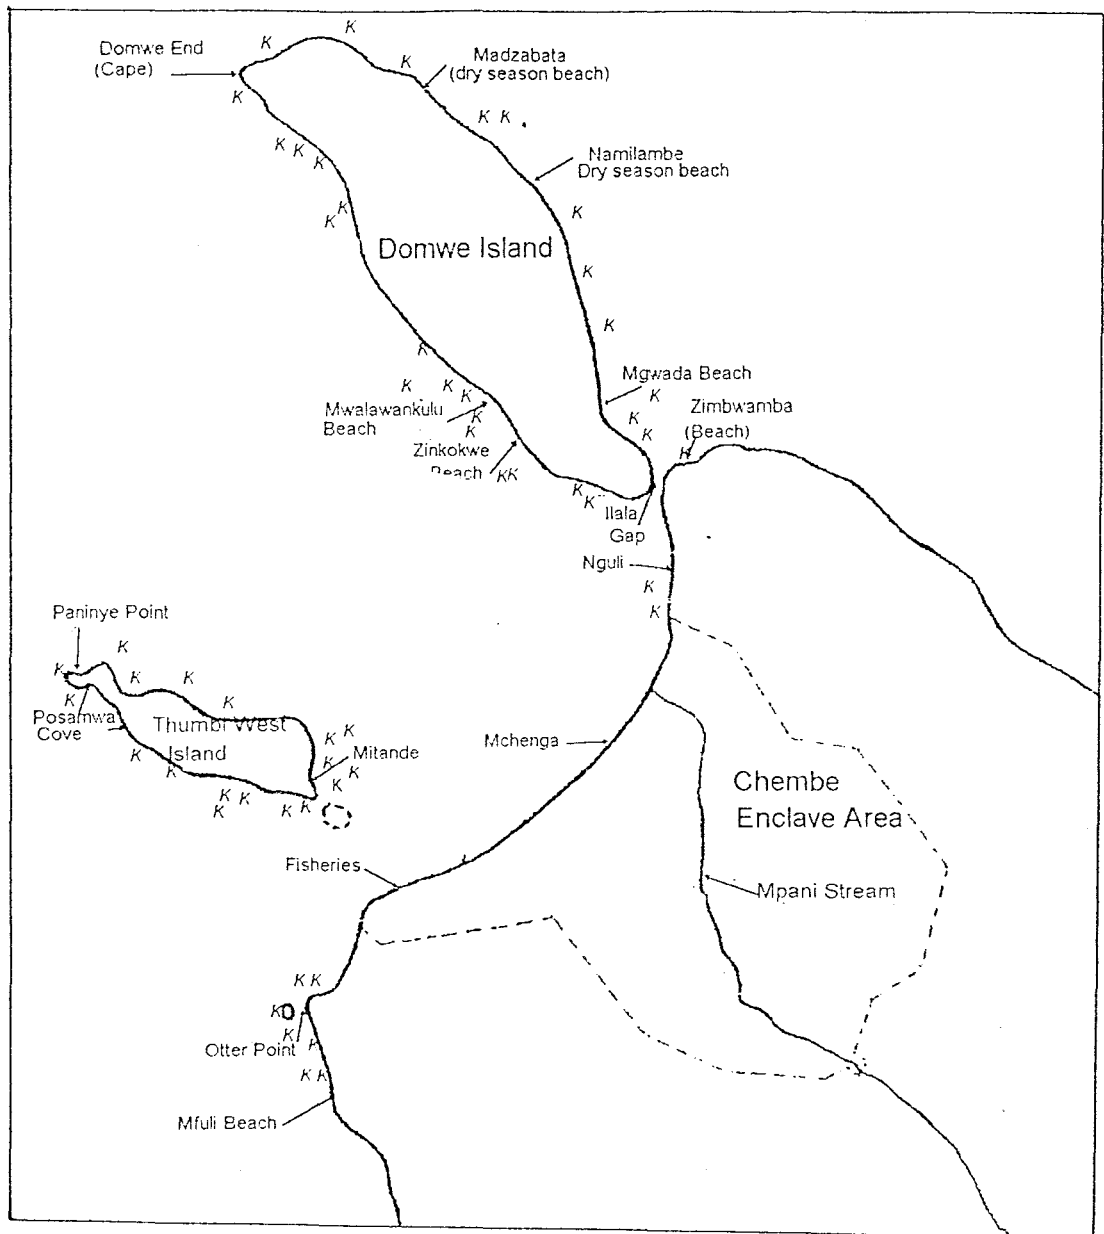 Domwe End
(Cape)
K
K
K
K
K K K
K
K
Madzabata
(dry season beach)
K K
Namilambe
Dry season beach
K
Domwe Island
K
K
K
K K K
K
K
Mwalawankulu
Beach
Zinkokwe
Beach
K K
K
K
Mgwada Beach
K
K
K
Zimbwamba
(Beach)
K
Ilala
Gap
Nguli
K
K
Paninye Point
K
K
K
K
K
K
Posamwa
Cove
Thumbi West
Island
K
K
K
K
K
K
K K
K
K K
K
K
Mitande
Mchenga
Chembe
Enclave Area
Fisheries
Mpani Stream
K K
K
K
Otter Point
K
K K
Mfuli Beach